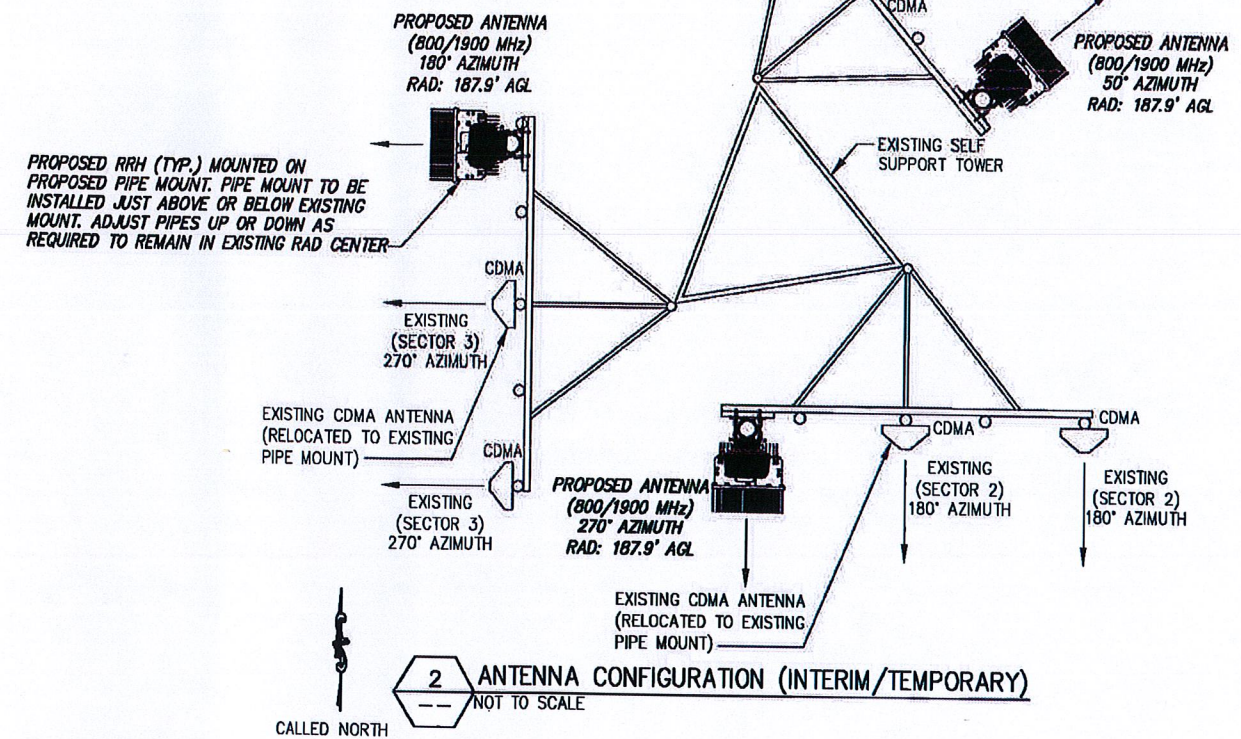 PROPOSED ANTENNA
(800/1900 MHz)
180° AZIMUTH
RAD: 187.9' AGL
CDMA
PROPOSED ANTENNA
(800/1900 MHz)
50° AZIMUTH
RAD: 187.9' AGL
EXISTING SELF
SUPPORT TOWER
PROPOSED RRH (TYP.) MOUNTED ON
PROPOSED PIPE MOUNT. PIPE MOUNT TO BE
INSTALLED JUST ABOVE OR BELOW EXISTING
MOUNT. ADJUST PIPES UP OR DOWN AS
REQUIRED TO REMAIN IN EXISTING RAD CENTER
CDMA
EXISTING
(SECTOR 3)
270° AZIMUTH
EXISTING CDMA ANTENNA
(RELOCATED TO EXISTING
PIPE MOUNT)
CDMA
EXISTING
(SECTOR 3)
270° AZIMUTH
PROPOSED ANTENNA
(800/1900 MHz)
270° AZIMUTH
RAD: 187.9' AGL
CDMA
EXISTING
(SECTOR 2)
180° AZIMUTH
CDMA
EXISTING
(SECTOR 2)
180° AZIMUTH
EXISTING CDMA ANTENNA
(RELOCATED TO EXISTING
PIPE MOUNT)
CALLED NORTH
2
--
ANTENNA CONFIGURATION (INTERIM/TEMPORARY)
NOT TO SCALE